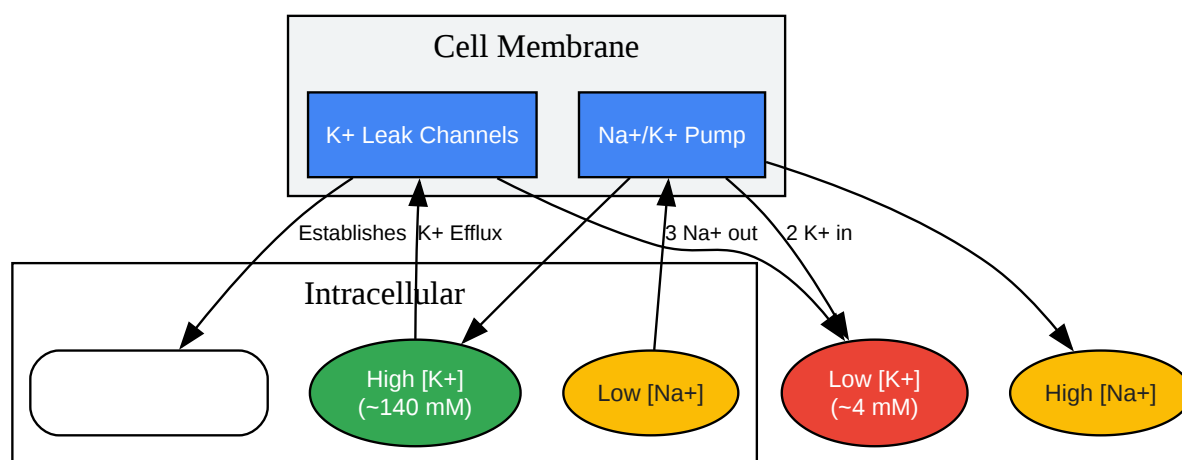 Cell Membrane
K+ Leak Channels
Na+/K+ Pump
Establishes
K+ Efflux
3 Na+ out
2 K+ in
Intracellular
High [K+]
(~140 mM)
Low [Na+]
Low [K+]
(~4 mM)
High [Na+]